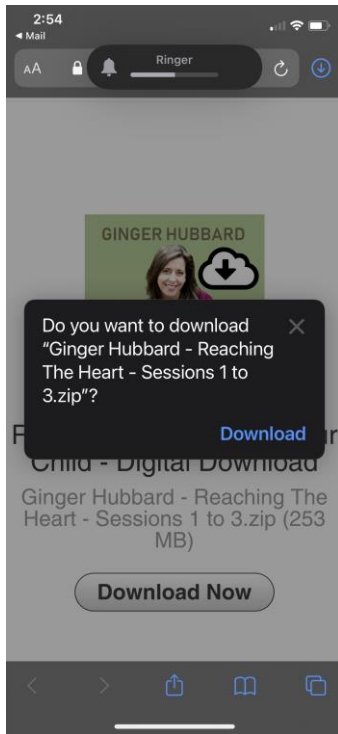 2:54
◀ Mail
AA
Ringer
GINGER HUBBARD
Do you want to download
"Ginger Hubbard - Reaching
The Heart - Sessions 1 to
3.zip"?
Download
Child - Digital Download
Ginger Hubbard - Reaching The
Heart - Sessions 1 to 3.zip (253
MB)
Download Now